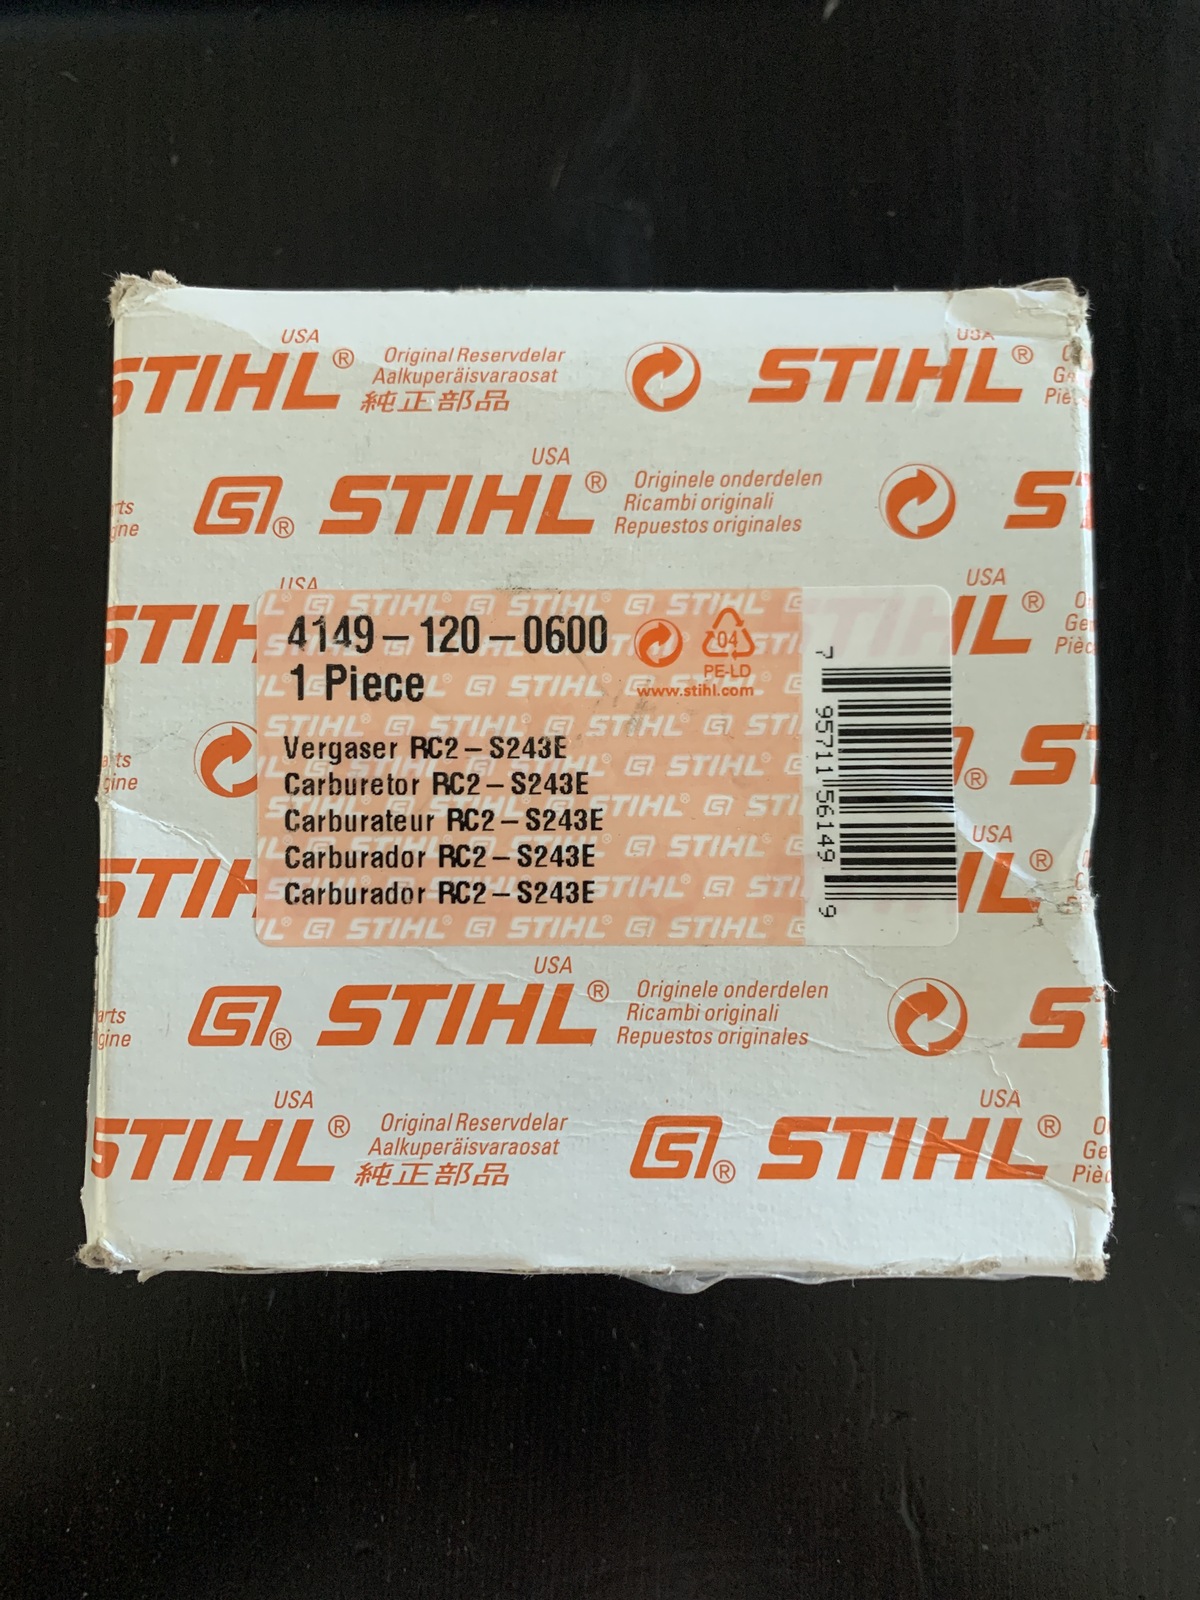 USA
STIHL® Original Reservdelar
Aalkuperäisvaraosat
純正部品
USA
STIHL®
USA
STIHL® Originele onderdelen
Ricambi originali
Repuestos originales
USA
USA
STIHL®
4149-120-0600
1 Piece
04
PE-LD
www.stihl.com
Vergaser RC2-S243E
Carburetor RC2-S243E
Carburateur RC2-S243E
Carburador RC2-S243E
Carburador RC2-S243E
7 95711 56149 9
USA
USA
STIHL® Originele onderdelen
Ricambi originali
Repuestos originales
USA
STIHL® Original Reservdelar
Aalkuperäisvaraosat
純正部品
USA
STIHL®